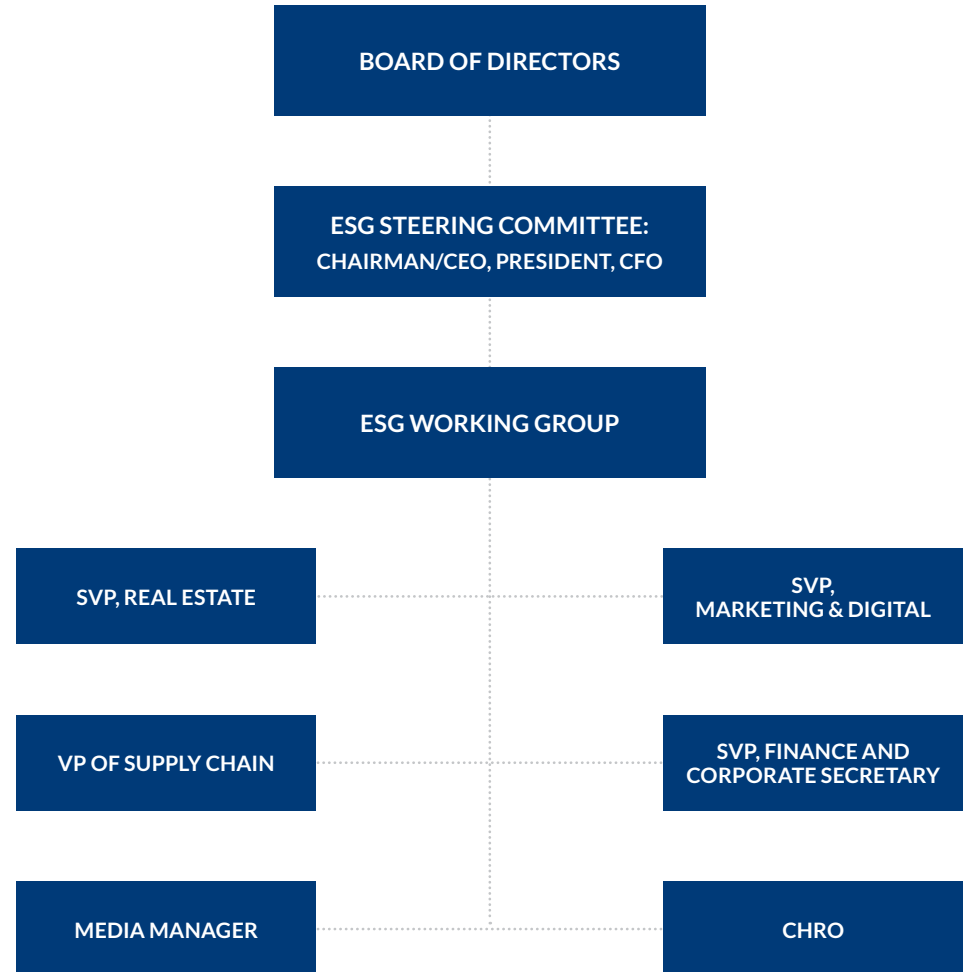 BOARD OF DIRECTORS
ESG STEERING COMMITTEE:
CHAIRMAN/CEO, PRESIDENT, CFO
ESG WORKING GROUP
SVP, REAL ESTATE
SVP,
MARKETING & DIGITAL
VP OF SUPPLY CHAIN
SVP, FINANCE AND
CORPORATE SECRETARY
MEDIA MANAGER
CHRO